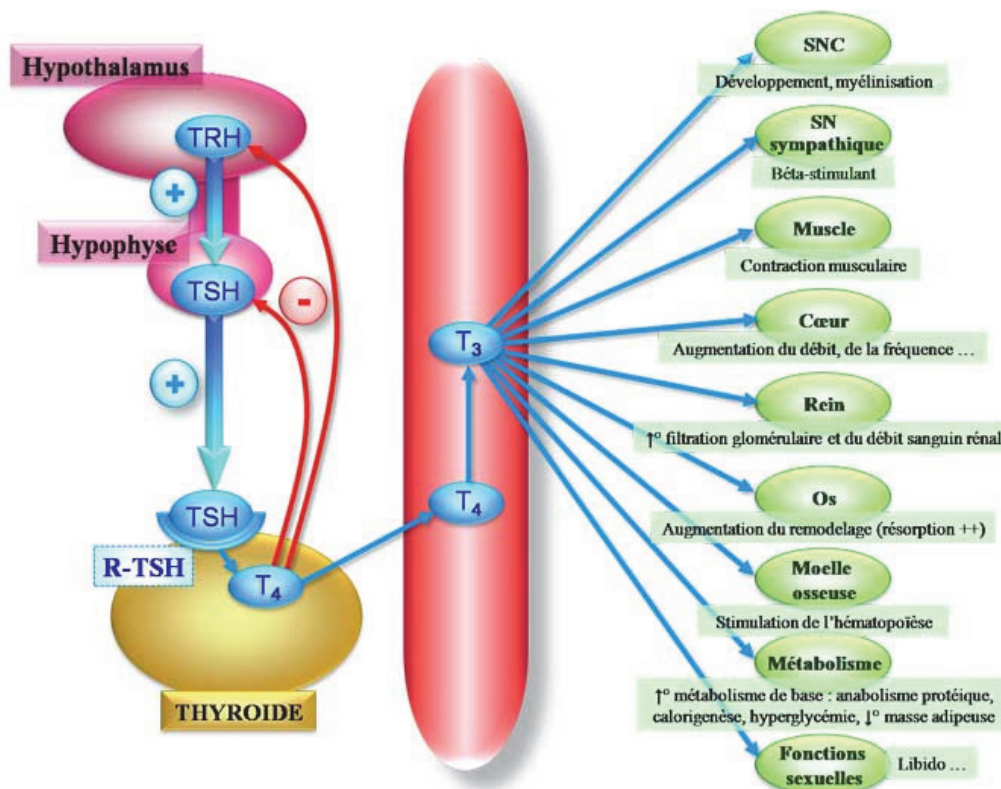 Hypothalamus
TRH
+
Hypophyse
TSH
-
+
TSH
R-TSH
T₄
THYROIDE
T₃
T₄
SNC
Développement, myélinisation
SN
sympathique
Béta-stimulant
Muscle
Contraction musculaire
Cœur
Augmentation du débit, de la fréquence ...
Rein
↑° filtration glomérulaire et du débit sanguin rénal
Os
Augmentation du remodelage (résorption ++)
Moelle
osseuse
Stimulation de l’hématopoïèse
Métabolisme
↑° métabolisme de base : anabolisme protéique,
calorigenèse, hyperglycémie, ↓° masse adipeuse
Fonctions
sexuelles
Libido ...